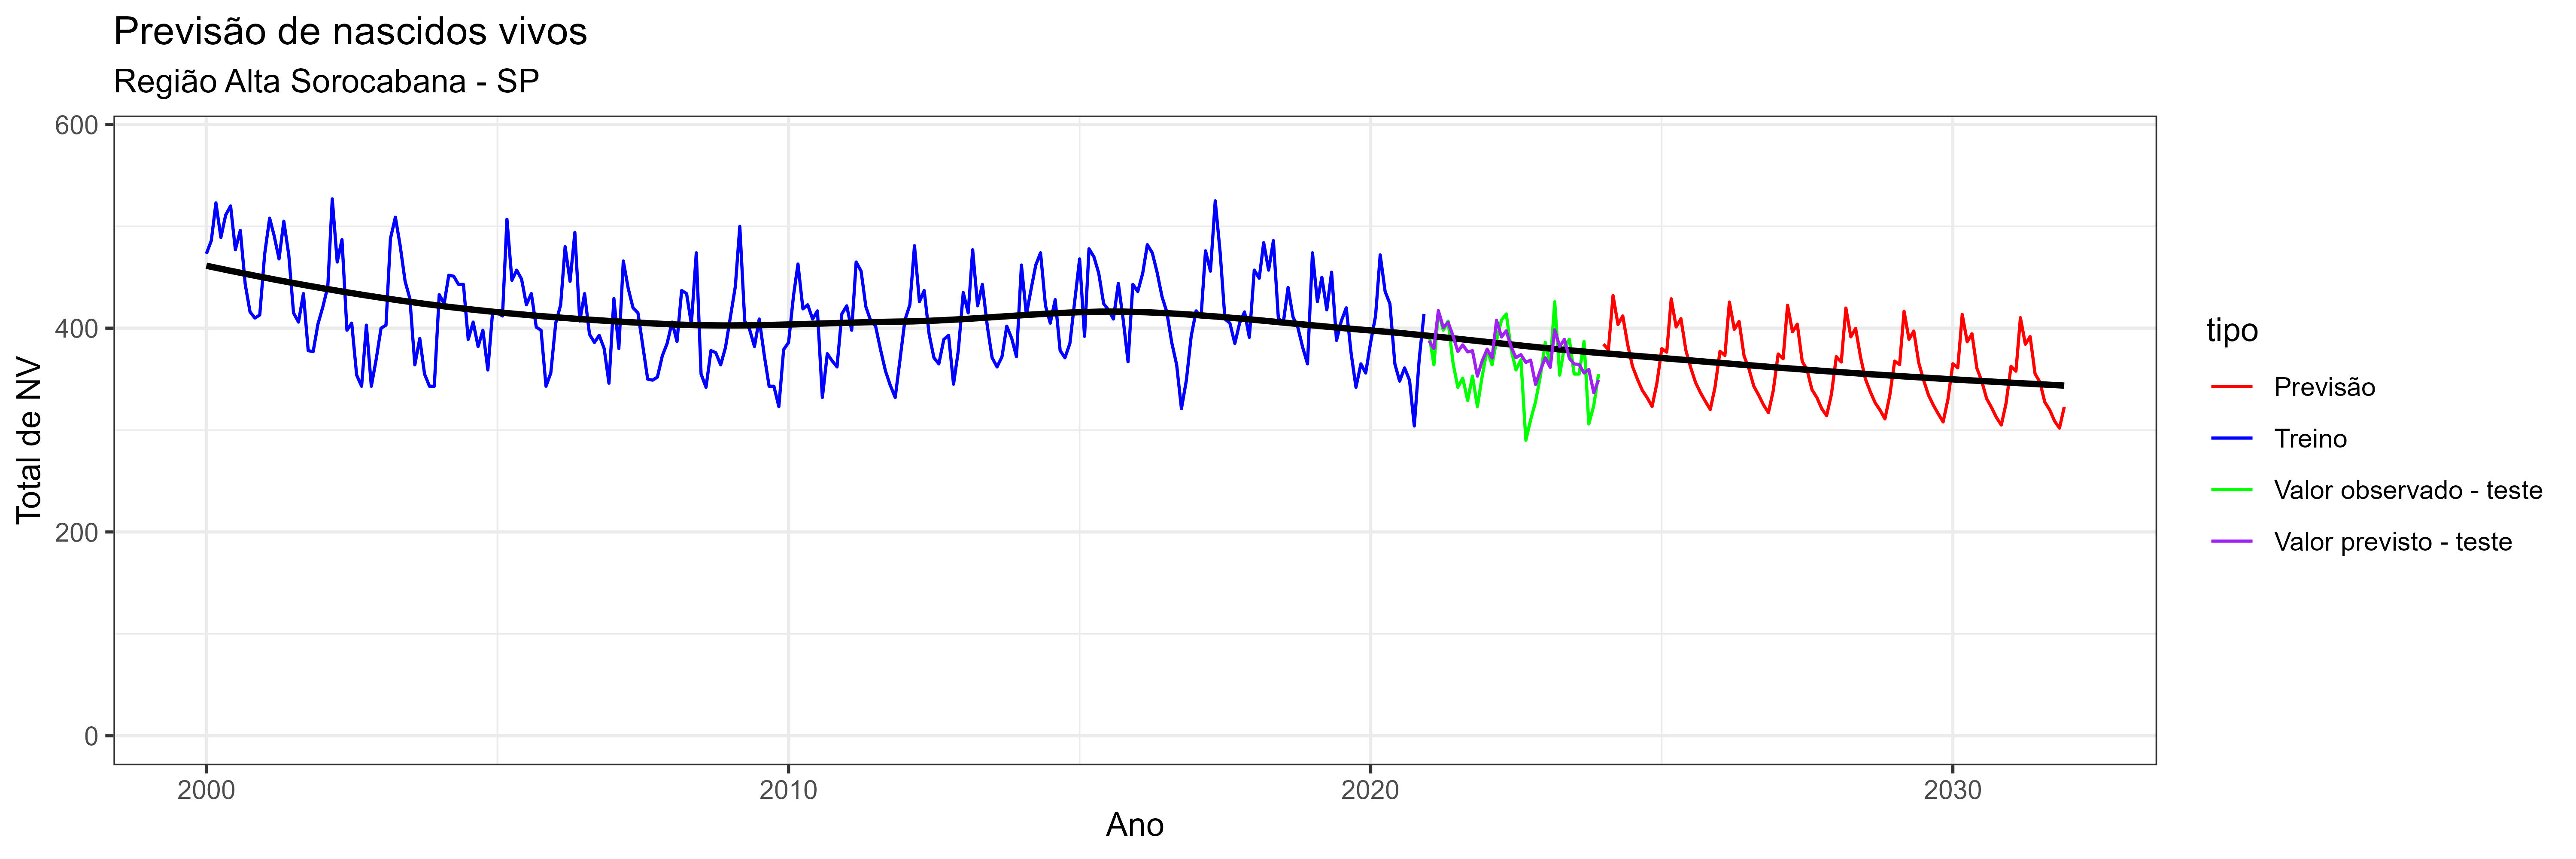 Previsão de nascidos vivos
Região Alta Sorocabana - SP
600
400
200
0
Total de NV
2000
2010
2020
2030
Ano
tipo
Previsão
Treino
Valor observado - teste
Valor previsto - teste